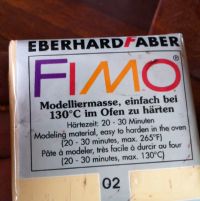 EBERHARD FABER
FIMO®
Modelliermasse, einfach bei
130°C im Ofen zu härten
Härtezeit: 20 - 30 Minuten
Modeling material, easy to harden in the oven
(20 - 30 minutes, max. 265°F)
Pâte à modeler, très facile à durcir au four
(20 - 30 minutes, max. 130°C)
02